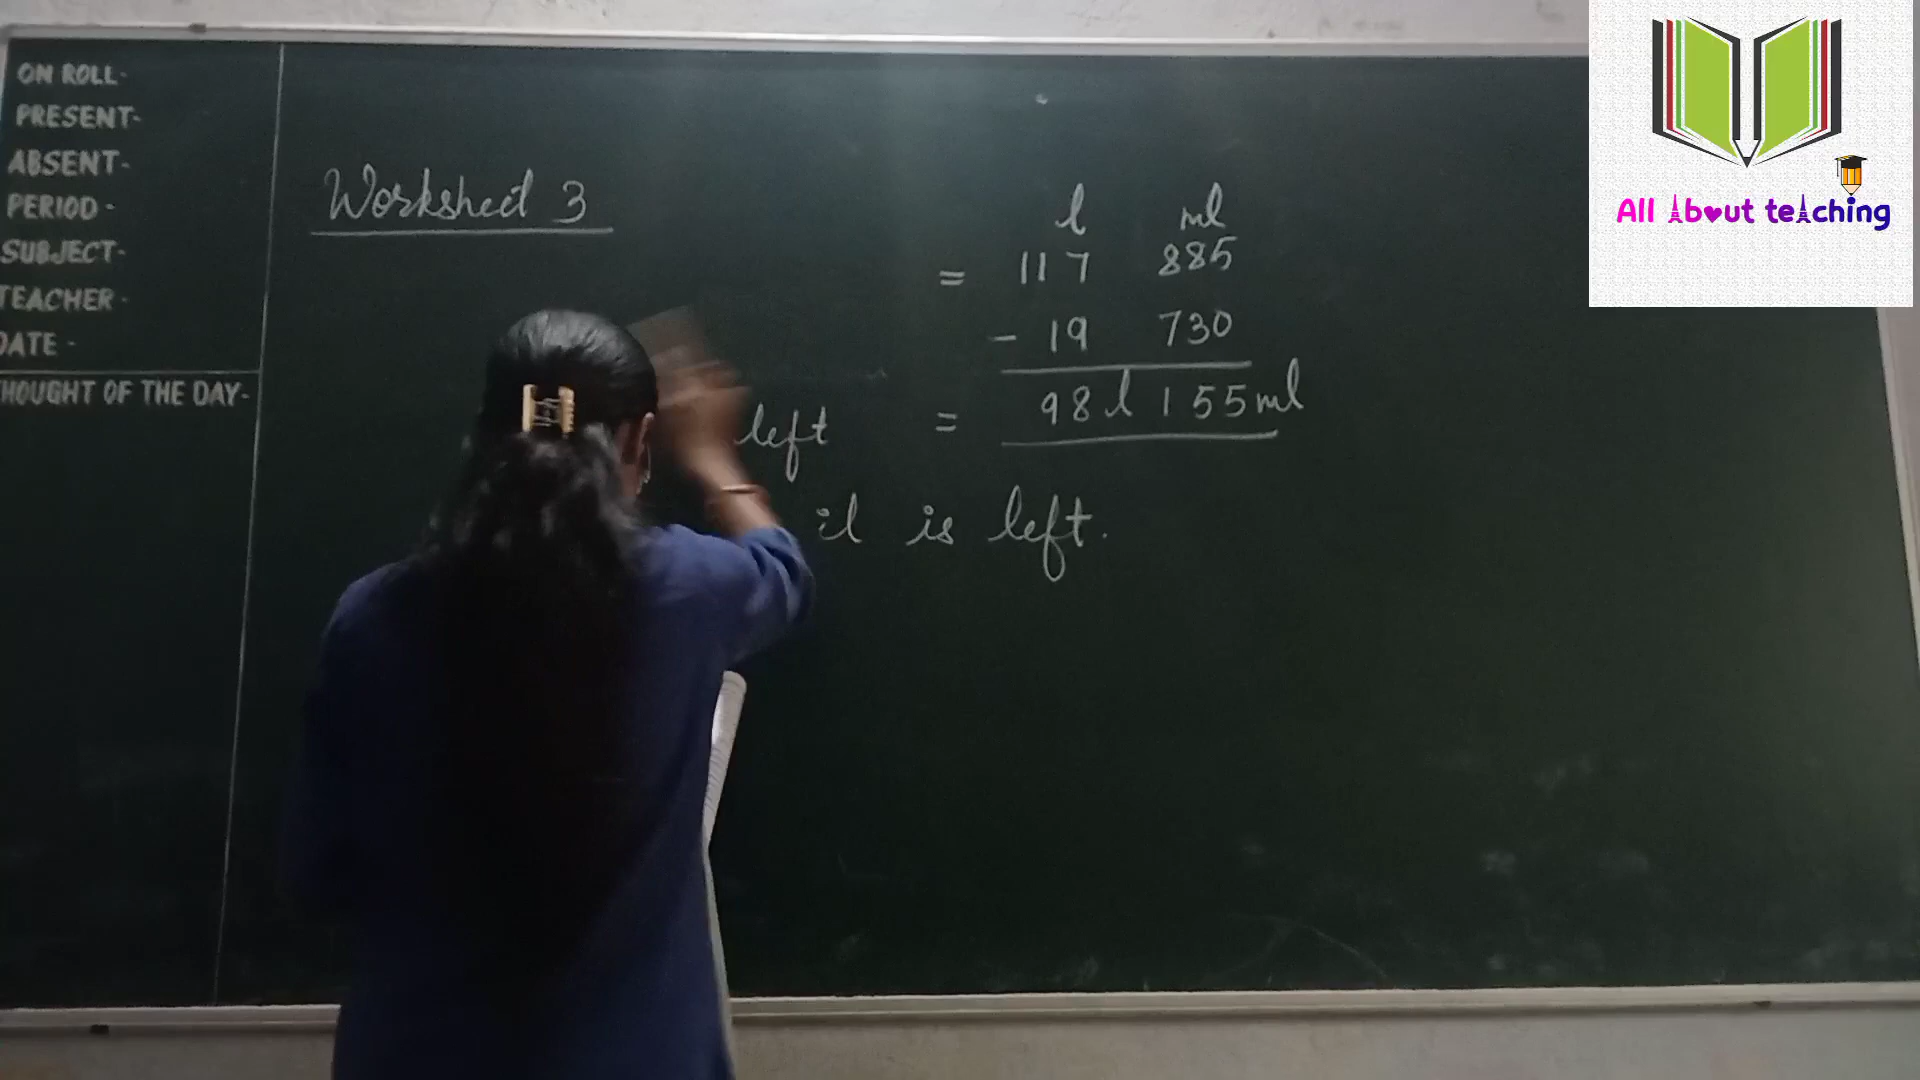 ON ROLL-
PRESENT-
ABSENT-
PERIOD -
SUBJECT-
TEACHER -
DATE -
THOUGHT OF THE DAY-
Worksheet 3
l ml
= 117 885
- 19 730
left = 98 l 155 ml
il is left.
All About teaching